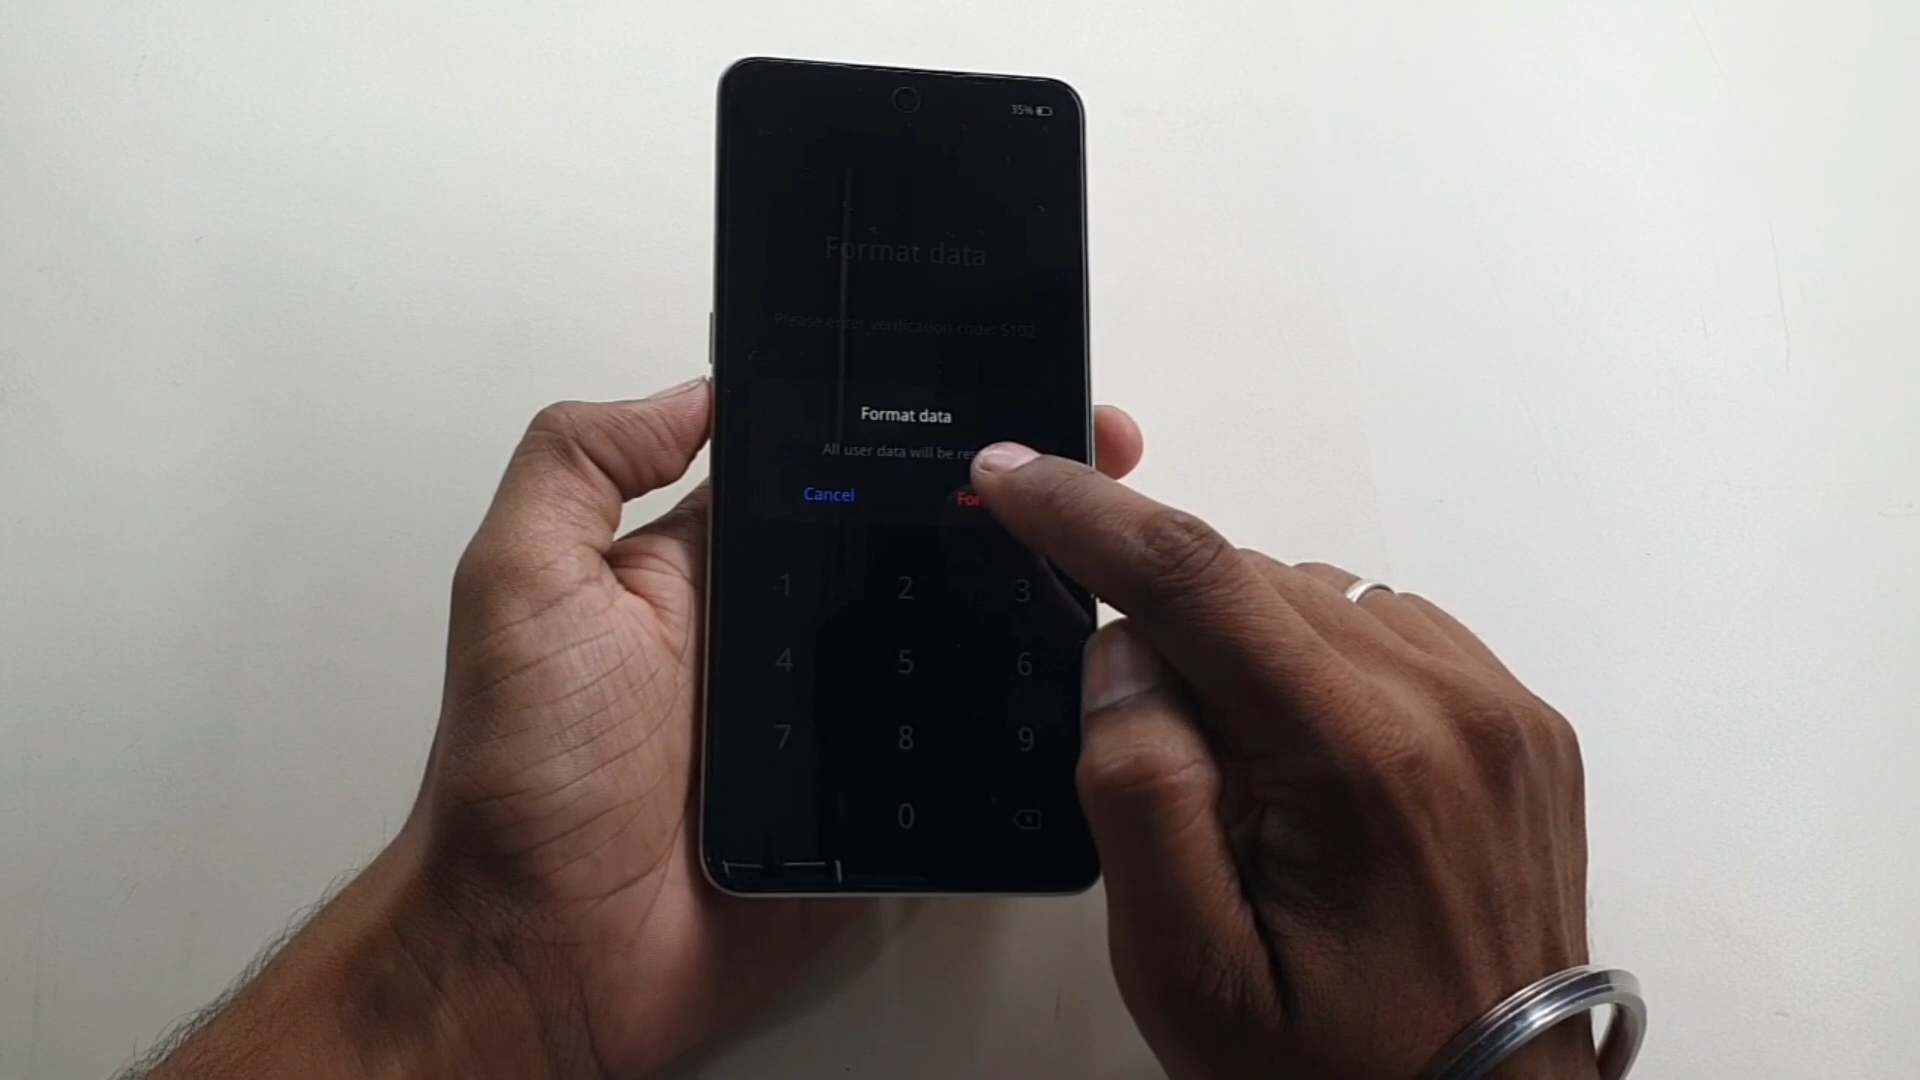 35%
Format data
Please enter verification code: 5102
Format data
All user data will be
Cancel
1 2 3
4 5 6
7 8 9
0